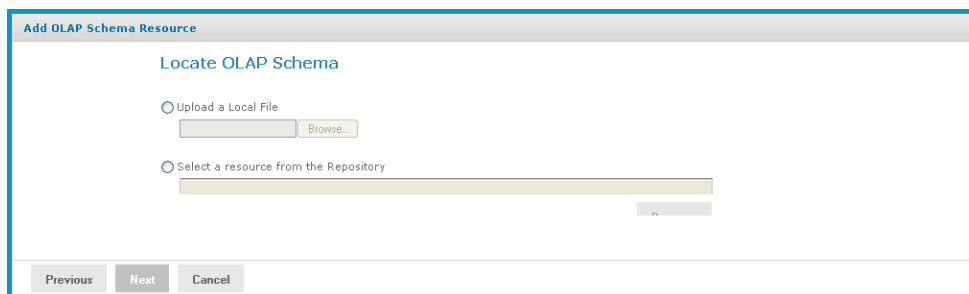 Add OLAP Schema Resource
Locate OLAP Schema
Upload a Local File
Browse...
Select a resource from the Repository
Previous Next Cancel